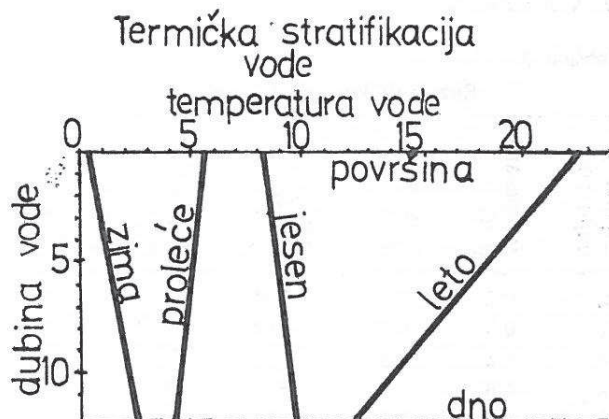 Termička stratifikacija
vode
temperatura vode
0 5 10 15 20
površina
dubina vode
5
10
zima
proleće
jesen
leto
dno